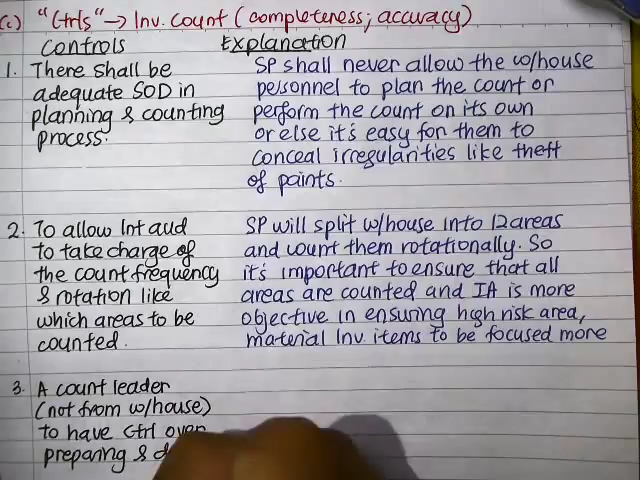 (c) "Ctrls" → Inv. count (completeness; accuracy)
Controls Explanation
1. There shall be adequate SOD in planning & counting process.
SP shall never allow the w/house
personnel to plan the count or
perform the count on its own
or else it's easy for them to
conceal irregularities like theft
of paints.
2. To allow Int aud
to take charge of
the count frequency
& rotation like
which areas to be
counted.
SP will split w/house into 12 areas
and count them rotationally. So
it's important to ensure that all
areas are counted and IA is more
objective in ensuring high risk area,
material Inv. items to be focused more
3. A count leader
(not from w/house)
to have ctrl over
preparing &